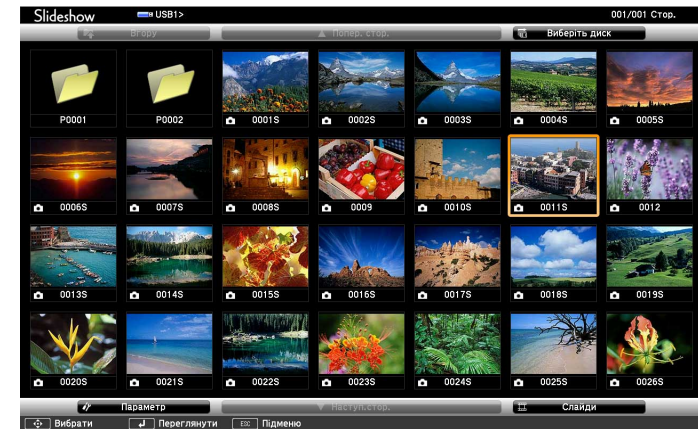 Slideshow USB1> 001/001 Стор.
Вгору ▲ Попер. стор. Виберіть диск
P0001 P0002 0001S 0002S 0003S 0004S 0005S
0006S 0007S 0008S 0009 0010S 0011S 0012
0013S 0014S 0015S 0016S 0017S 0018S 0019S
0020S 0021S 0022S 0023S 0024S 0025S 0026S
Параметр ▼ Наступ.стор. Слайди
Вибрати Переглянути ESC Підменю